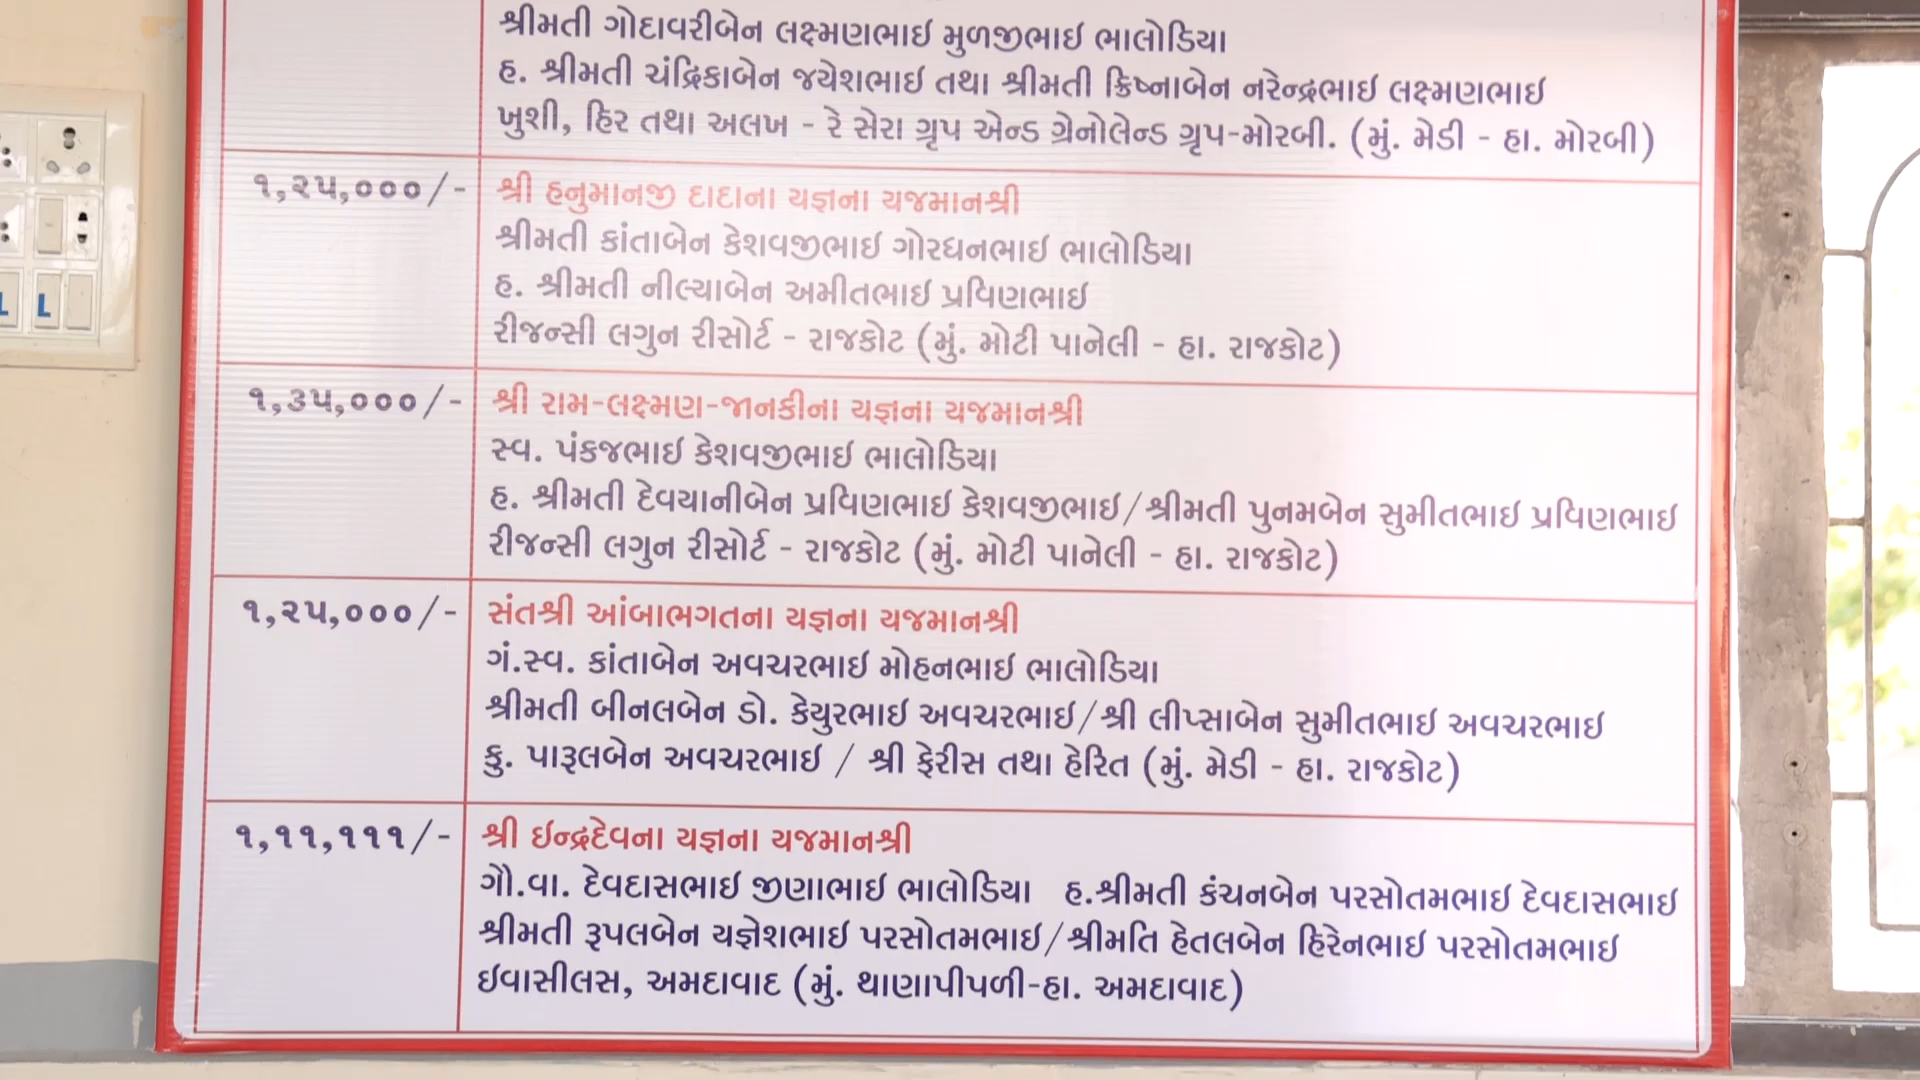 શ્રીમતી ગોદાવરીબેન લક્ષ્મણભાઈ મુળજીભાઈ ભાલોડિયા
હ. શ્રીમતી ચંદ્રિકાબેન જયેશભાઈ તથા શ્રીમતી ક્રિષ્નાબેન નરેન્દ્રભાઈ લક્ષ્મણભાઈ
ખુશી, હિર તથા અલખ - રે સેરા ગૃપ એન્ડ ગ્રેનોલેન્ડ ગૃપ-મોરબી. (મું. મેડી - હા. મોરબી)
૧,૨૫,૦૦૦/- શ્રી હનુમાનજી દાદાના યજ્ઞના યજમાનશ્રી
શ્રીમતી કાંતાબેન કેશવજીભાઈ ગોરધનભાઈ ભાલોડિયા
હ. શ્રીમતી નીલ્યાબેન અમીતભાઈ પ્રવિણભાઈ
રીજન્સી લગુન રીસોર્ટ - રાજકોટ (મું. મોટી પાનેલી - હા. રાજકોટ)
૧,૩૫,૦૦૦/- શ્રી રામ-લક્ષ્મણ-જાનકીના યજ્ઞના યજમાનશ્રી
સ્વ. પંકજભાઈ કેશવજીભાઈ ભાલોડિયા
હ. શ્રીમતી દેવયાનીબેન પ્રવિણભાઈ કેશવજીભાઈ/શ્રીમતી પુનમબેન સુમીતભાઈ પ્રવિણભાઈ
રીજન્સી લગુન રીસોર્ટ - રાજકોટ (મું. મોટી પાનેલી - હા. રાજકોટ)
૧,૨૫,૦૦૦/- સંતશ્રી આંબાભગતના યજ્ઞના યજમાનશ્રી
ગં.સ્વ. કાંતાબેન અવચરભાઈ મોહનભાઈ ભાલોડિયા
શ્રીમતી બીનલબેન ડો. કેયુરભાઈ અવચરભાઈ/શ્રી લીપ્સાબેન સુમીતભાઈ અવચરભાઈ
કુ. પારૂલબેન અવચરભાઈ / શ્રી ફેરીસ તથા હેરિત (મું. મેડી - હા. રાજકોટ)
૧,૧૧,૧૧૧/- શ્રી ઈન્દ્રદેવના યજ્ઞના યજમાનશ્રી
ગૌ.વા. દેવદાસભાઈ જીણાભાઈ ભાલોડિયા હ.શ્રીમતી કંચનબેન પરસોતમભાઈ દેવદાસભાઈ
શ્રીમતી રૂપલબેન યજ્ઞેશભાઈ પરસોતમભાઈ/શ્રીમતિ હેતલબેન હિરેનભાઈ પરસોતમભાઈ
ઈવાસીલસ, અમદાવાદ (મું. થાણાપીપળી-હા. અમદાવાદ)